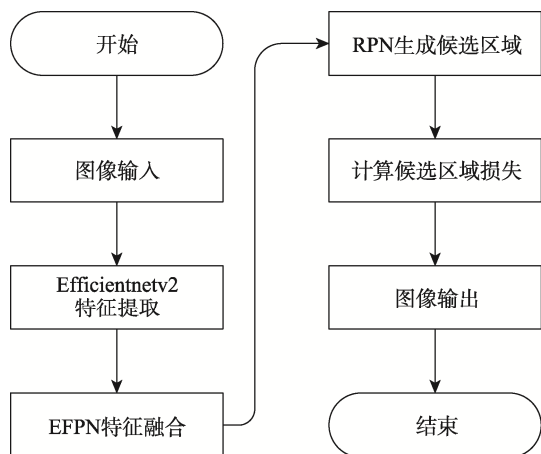 开始
图像输入
Efficientnetv2
特征提取
EFPN特征融合
RPN生成候选区域
计算候选区域损失
图像输出
结束